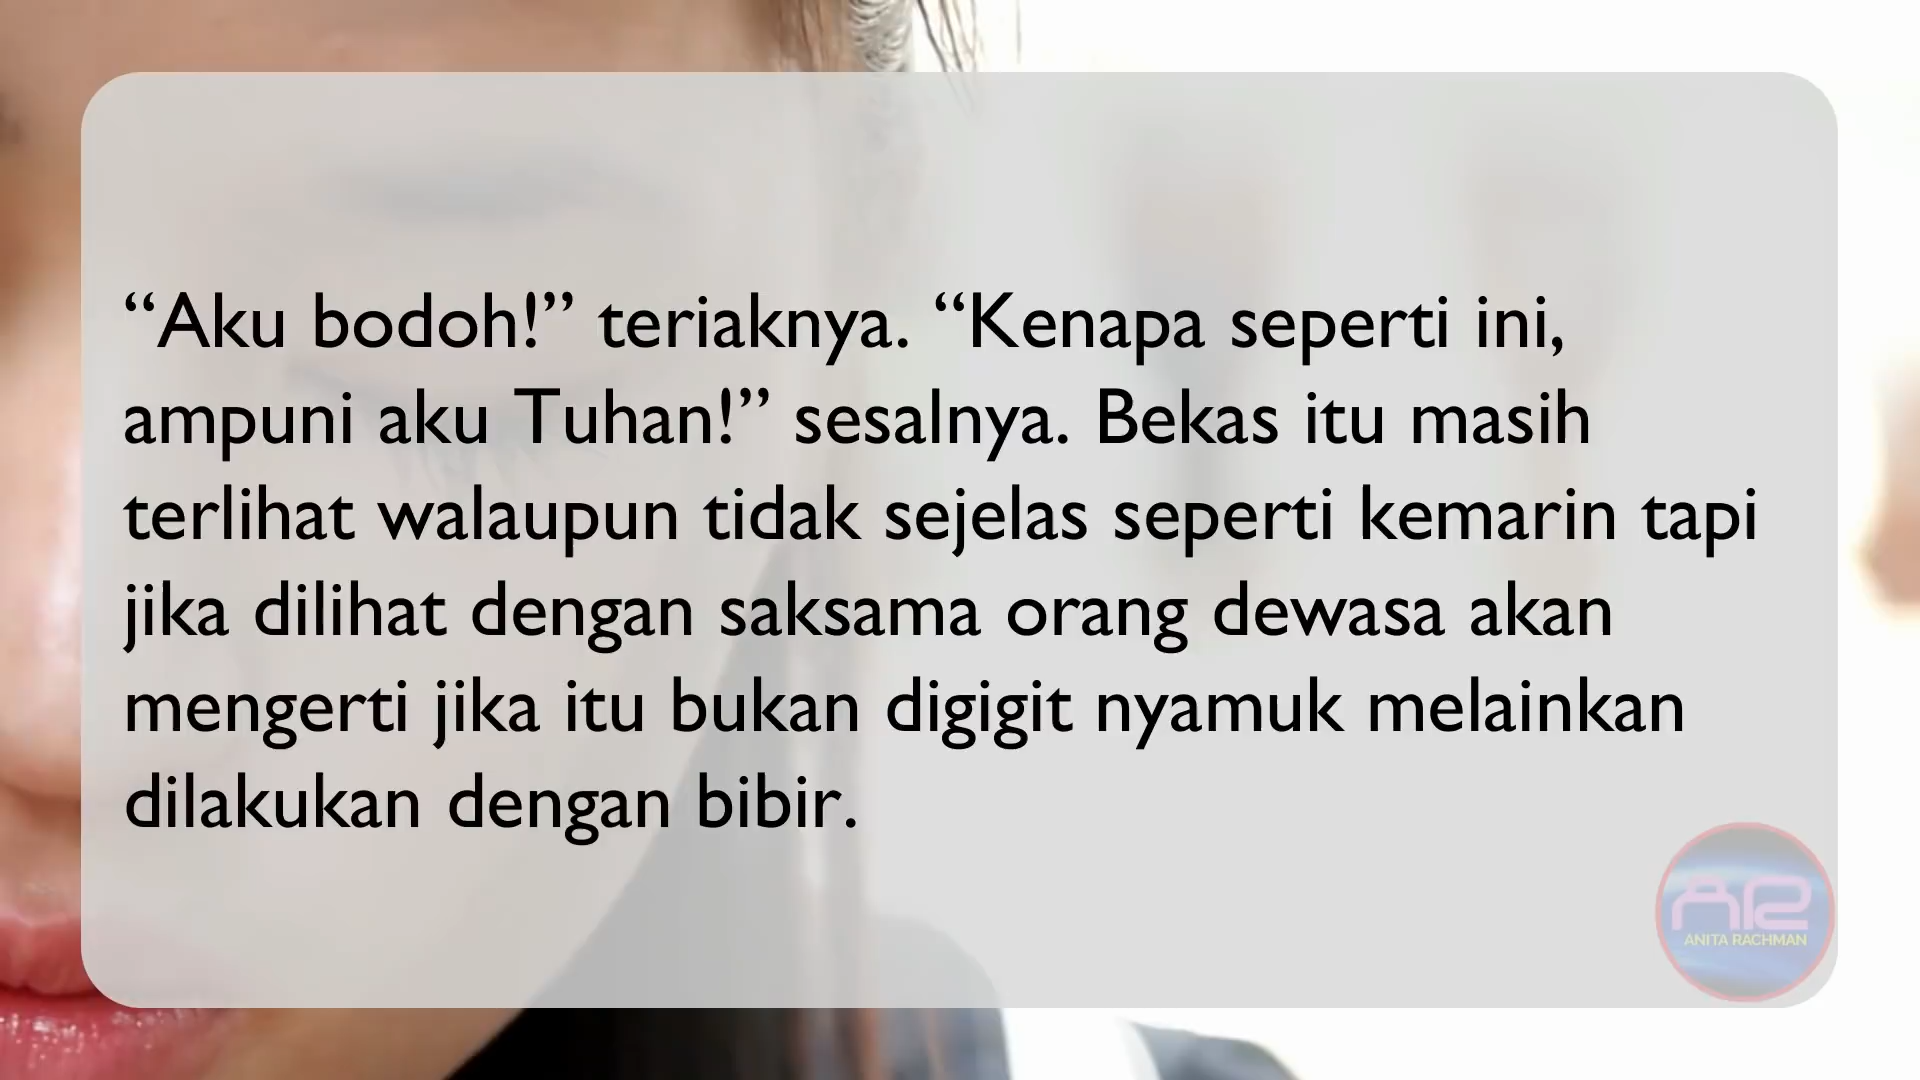 “Aku bodoh!” teriaknya. “Kenapa seperti ini,
ampuni aku Tuhan!” sesalnya. Bekas itu masih
terlihat walaupun tidak sejelas seperti kemarin tapi
jika dilihat dengan saksama orang dewasa akan
mengerti jika itu bukan digigit nyamuk melainkan
dilakukan dengan bibir.
AR
ANITA RACHMAN